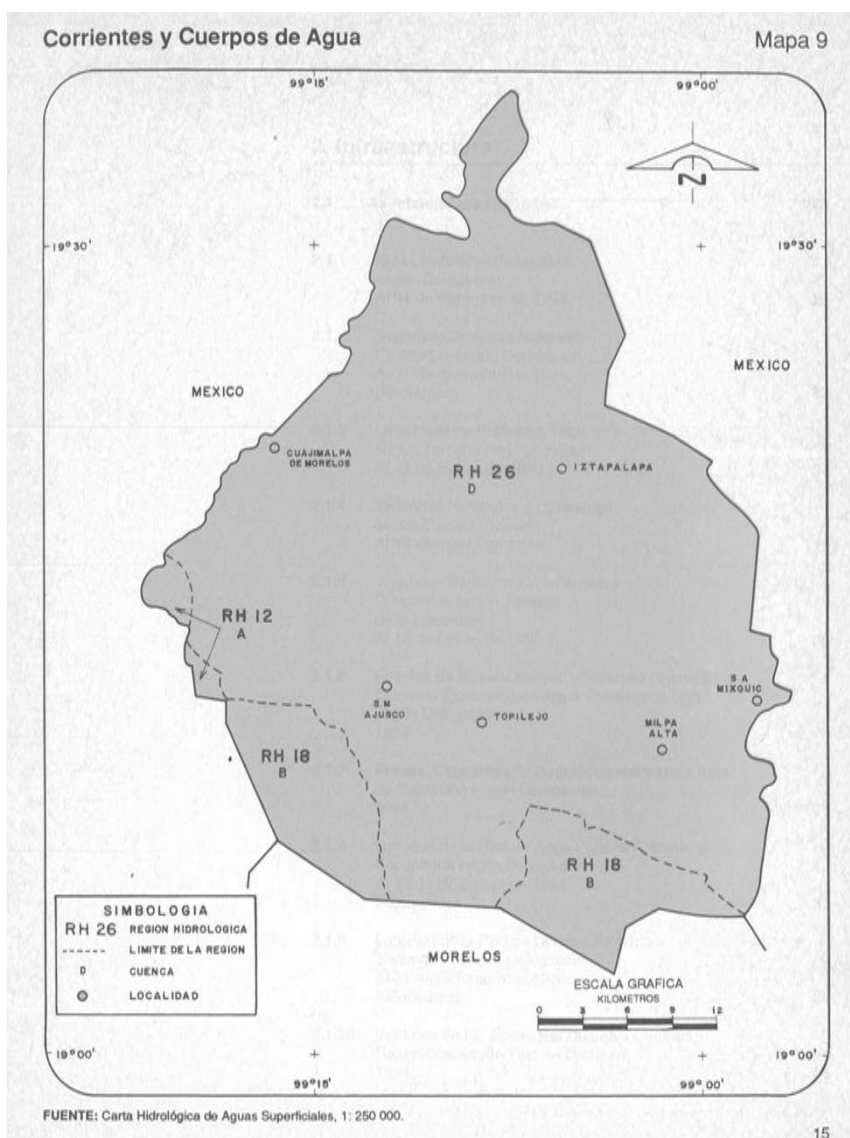 Corrientes y Cuerpos de Agua
Mapa 9
99°15'
99°00'
N
19°30'
19°30'
MEXICO
MEXICO
CUAJIMALPA
DE MORELOS
RH 26
D
IZTAPALAPA
RH 12
A
S.M.
AJUSCO
TOPILEJO
S.A
MIXQUIC
MILPA
ALTA
RH 18
B
RH 18
B
SIMBOLOGIA
RH 26 REGION HIDROLOGICA
LIMITE DE LA REGION
D CUENCA
LOCALIDAD
MORELOS
ESCALA GRAFICA
KILOMETROS
0 3 6 9 12
19°00'
19°00'
99°15'
99°00'
FUENTE: Carta Hidrológica de Aguas Superficiales, 1: 250 000.
15